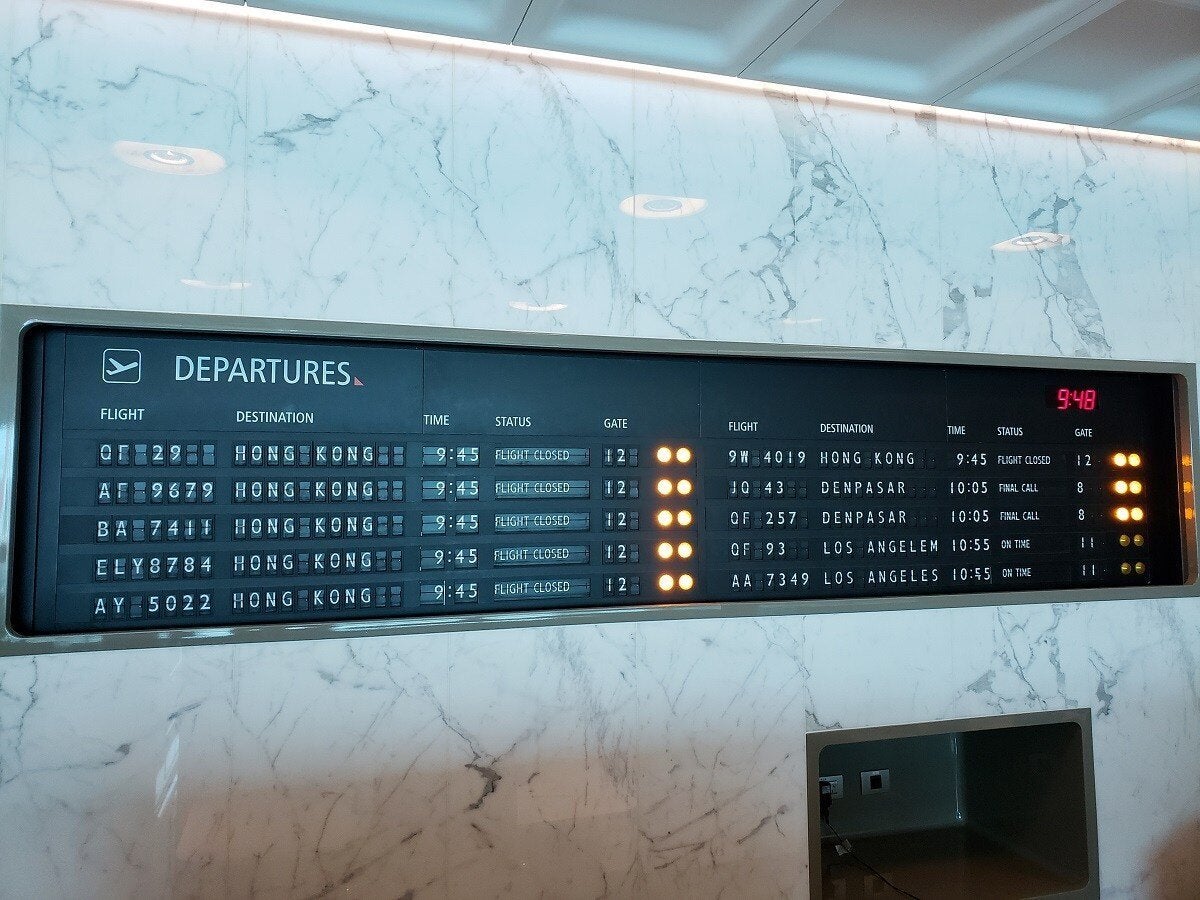 DEPARTURES
FLIGHT DESTINATION TIME STATUS GATE
QF 29 HONG KONG 9:45 FLIGHT CLOSED 12
AF 9679 HONG KONG 9:45 FLIGHT CLOSED 12
BA 7411 HONG KONG 9:45 FLIGHT CLOSED 12
ELY8784 HONG KONG 9:45 FLIGHT CLOSED 12
AY 5022 HONG KONG 9:45 FLIGHT CLOSED 12
9:48
FLIGHT DESTINATION TIME STATUS GATE
9W 4019 HONG KONG 9:45 FLIGHT CLOSED 12
JQ 43 DENPASAR 10:05 FINAL CALL 8
QF 257 DENPASAR 10:05 FINAL CALL 8
QF 93 LOS ANGELEM 10:55 ON TIME 11
AA 7349 LOS ANGELES 10:55 ON TIME 11